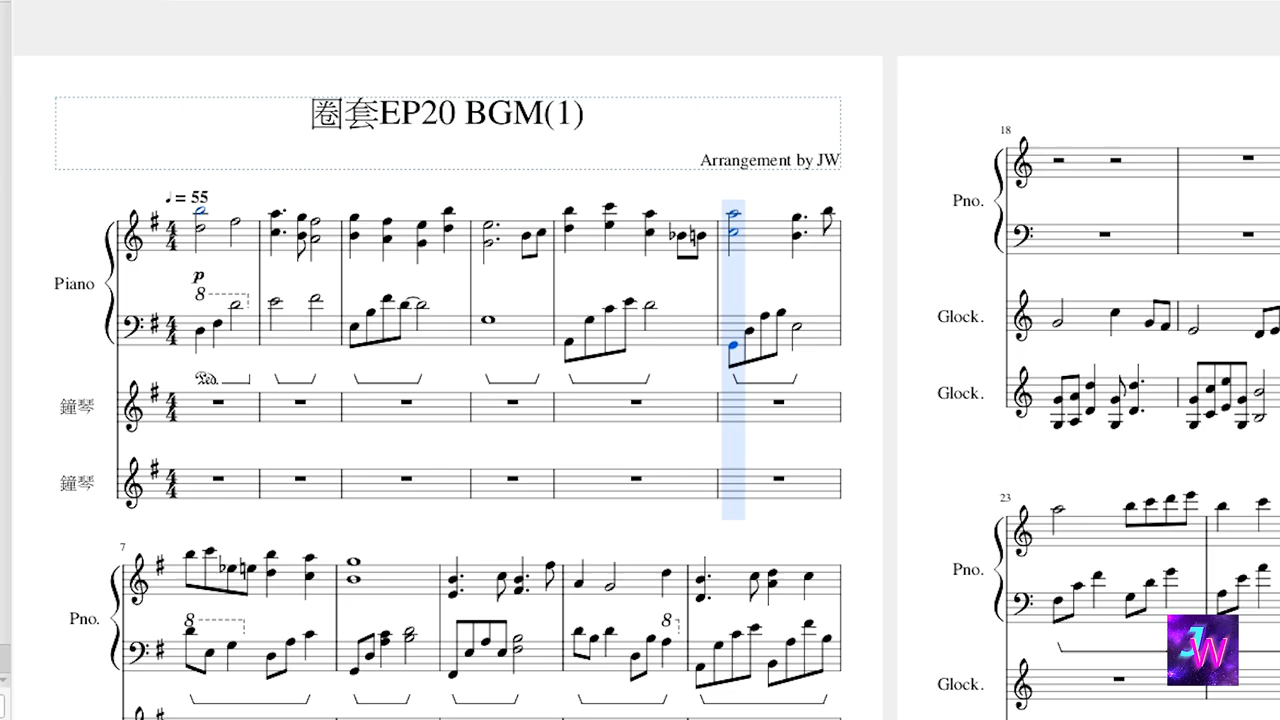 圈套EP20 BGM(1)
Arrangement by JW
♩ = 55
Piano
p
8
Ped.
鐘琴
鐘琴
7
Pno.
8
8
18
Pno.
Glock.
Glock.
23
Pno.
Glock.
JW